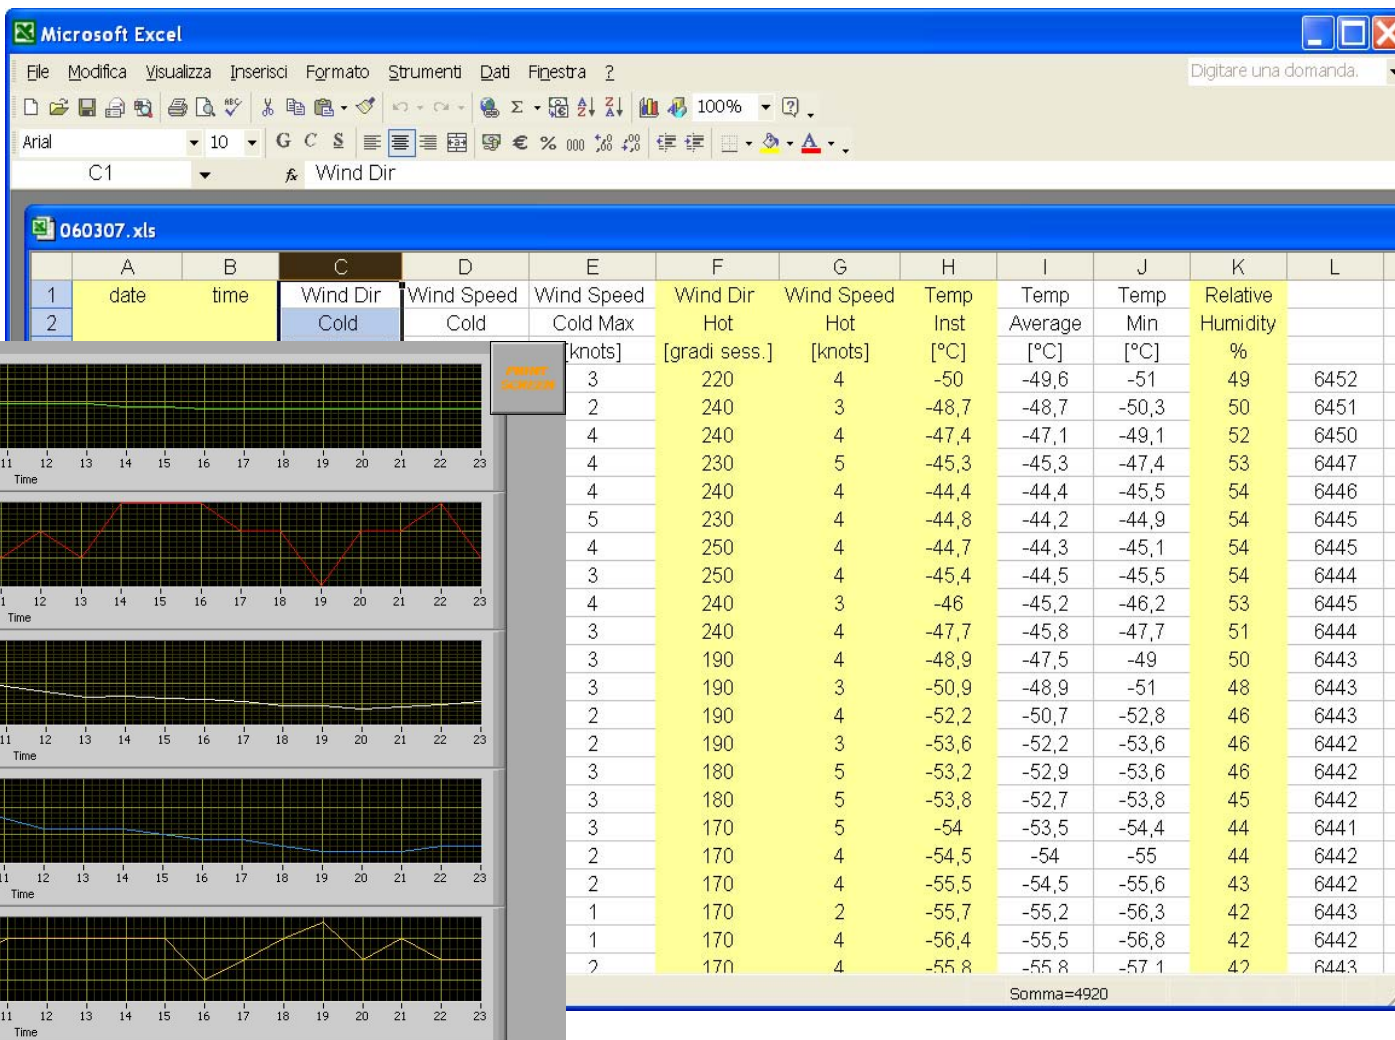 Microsoft Excel
File Modifica Visualizza Inserisci Formato Strumenti Dati Finestra ? Digitare una domanda.
100%
Arial 10 G C S € % 000
C1 fx Wind Dir
060307.xls
A B C D E F G H I J K L
1 date time Wind Dir Wind Speed Wind Speed Wind Dir Wind Speed Temp Temp Temp Relative
2 Cold Cold Cold Max Hot Hot Inst Average Min Humidity
[knots] [gradi sess.] [knots] [°C] [°C] [°C] %
3 220 4 -50 -49,6 -51 49 6452
2 240 3 -48,7 -48,7 -50,3 50 6451
4 240 4 -47,4 -47,1 -49,1 52 6450
4 230 5 -45,3 -45,3 -47,4 53 6447
4 240 4 -44,4 -44,4 -45,5 54 6446
5 230 4 -44,8 -44,2 -44,9 54 6445
4 250 4 -44,7 -44,3 -45,1 54 6445
3 250 4 -45,4 -44,5 -45,5 54 6444
4 240 3 -46 -45,2 -46,2 53 6445
3 240 4 -47,7 -45,8 -47,7 51 6444
3 190 4 -48,9 -47,5 -49 50 6443
3 190 3 -50,9 -48,9 -51 48 6443
2 190 4 -52,2 -50,7 -52,8 46 6443
2 190 3 -53,6 -52,2 -53,6 46 6442
3 180 5 -53,2 -52,9 -53,6 46 6442
3 180 5 -53,8 -52,7 -53,8 45 6442
3 170 5 -54 -53,5 -54,4 44 6441
2 170 4 -54,5 -54 -55 44 6442
2 170 4 -55,5 -54,5 -55,6 43 6442
1 170 2 -55,7 -55,2 -56,3 42 6443
1 170 4 -56,4 -55,5 -56,8 42 6442
2 170 4 -55,8 -55,8 -57,1 42 6443
Somma=4920
PRINT
SCREEN
11 12 13 14 15 16 17 18 19 20 21 22 23
Time
1 12 13 14 15 16 17 18 19 20 21 22 23
Time
11 12 13 14 15 16 17 18 19 20 21 22 23
Time
11 12 13 14 15 16 17 18 19 20 21 22 23
Time
11 12 13 14 15 16 17 18 19 20 21 22 23
Time